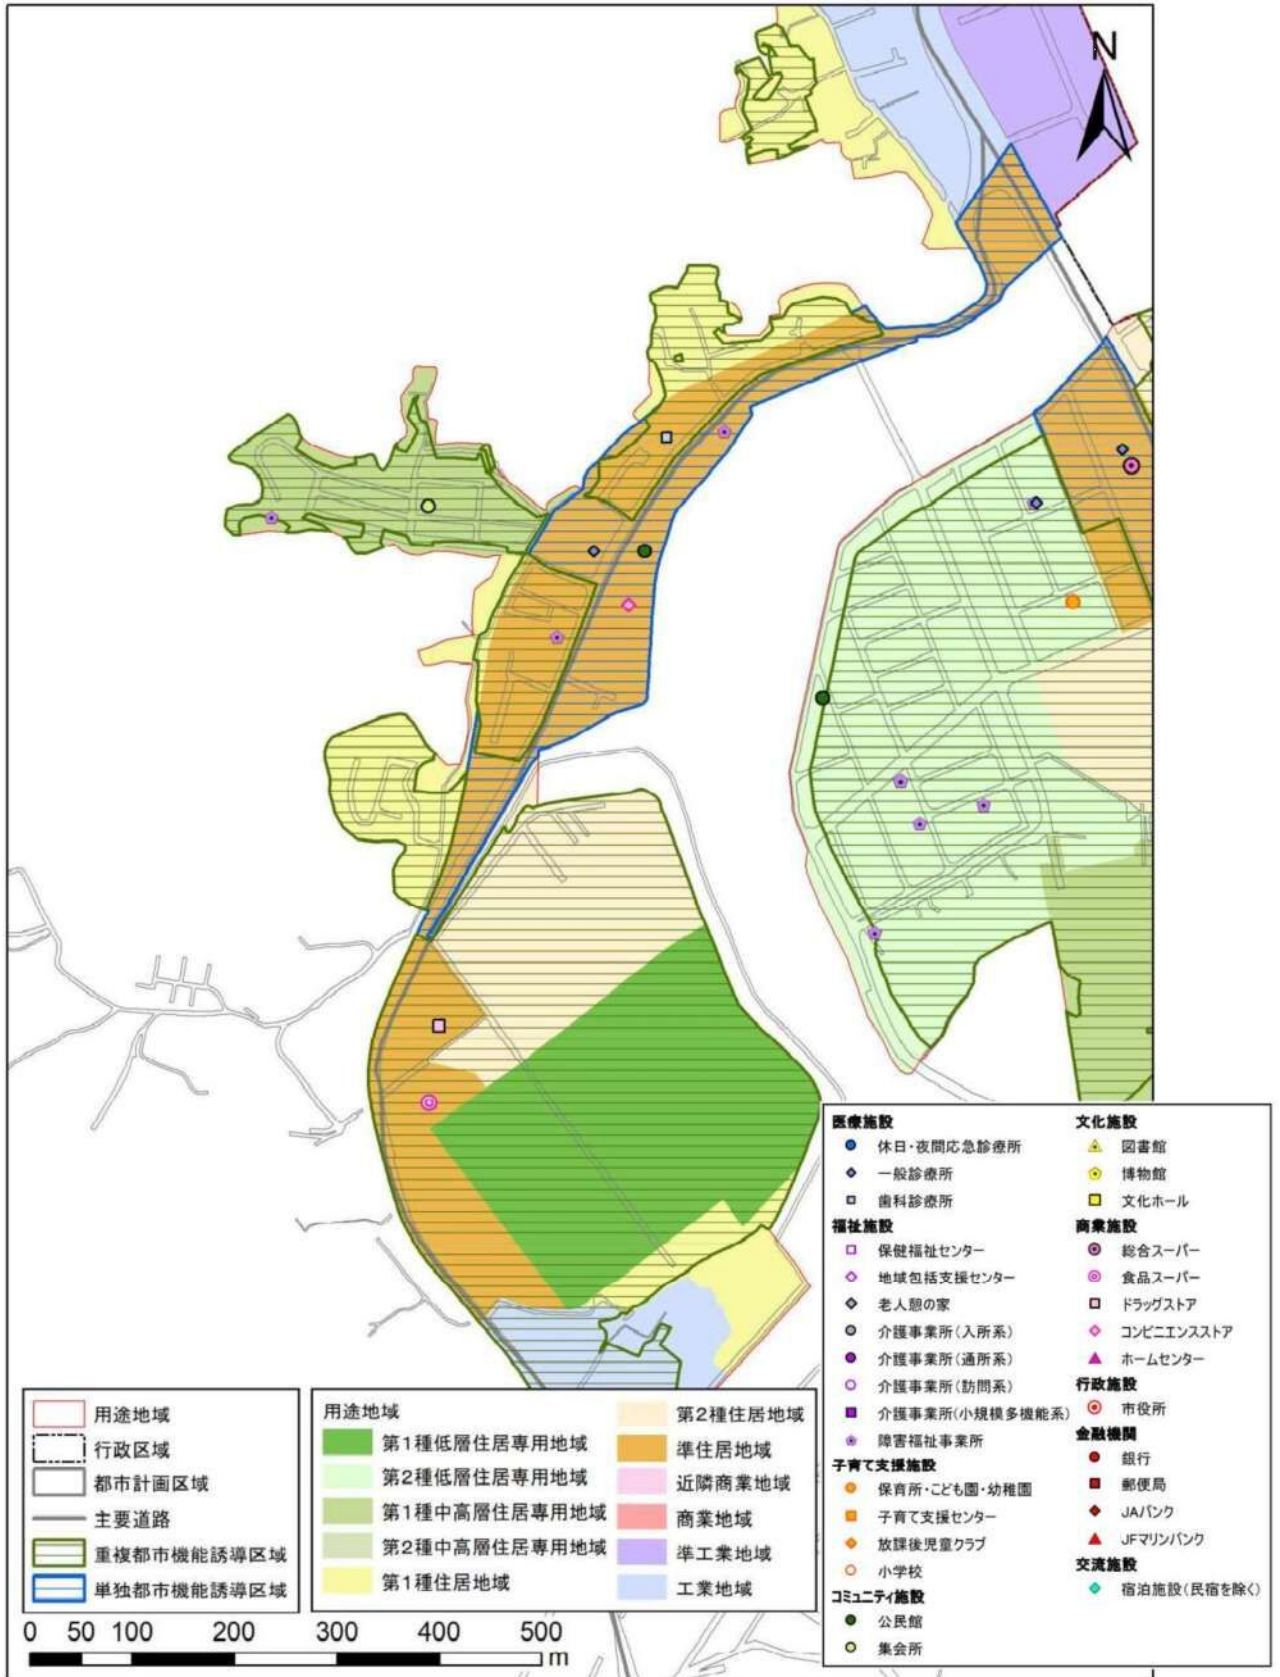 N
医療施設
休日・夜間応急診療所
一般診療所
歯科診療所
福祉施設
保健福祉センター
地域包括支援センター
老人憩の家
介護事業所(入所系)
介護事業所(通所系)
介護事業所(訪問系)
介護事業所(小規模多機能系)
障害福祉事業所
子育て支援施設
保育所・こども園・幼稚園
子育て支援センター
放課後児童クラブ
小学校
コミュニティ施設
公民館
集会所
文化施設
図書館
博物館
文化ホール
商業施設
総合スーパー
食品スーパー
ドラッグストア
コンビニエンスストア
ホームセンター
行政施設
市役所
金融機関
銀行
郵便局
JAバンク
JFマリンバンク
交流施設
宿泊施設(民宿を除く)
用途地域
行政区域
都市計画区域
主要道路
重複都市機能誘導区域
単独都市機能誘導区域
用途地域
第1種低層住居専用地域
第2種低層住居専用地域
第1種中高層住居専用地域
第2種中高層住居専用地域
第1種住居地域
第2種住居地域
準住居地域
近隣商業地域
商業地域
準工業地域
工業地域
0 50 100 200 300 400 500
m